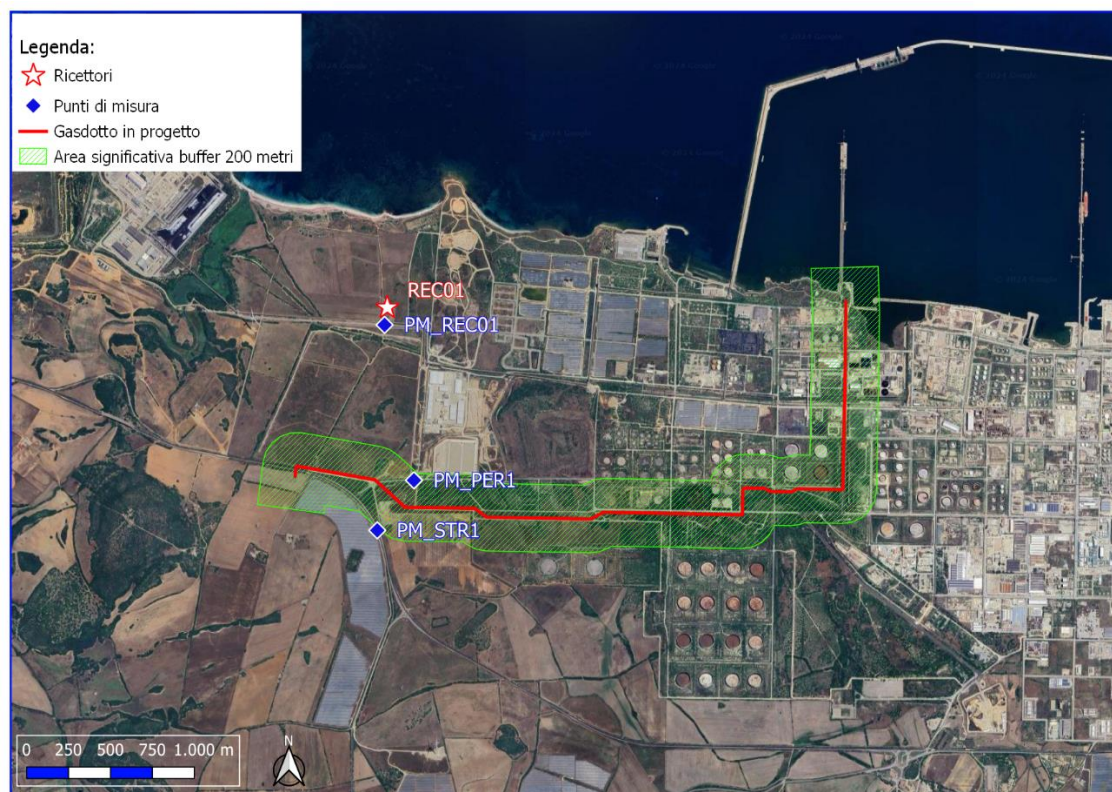 Legenda:
Ricettori
Punti di misura
Gasdotto in progetto
Area significativa buffer 200 metri
REC01
PM_REC01
PM_PER1
PM_STR1
0 250 500 750 1.000 m
N